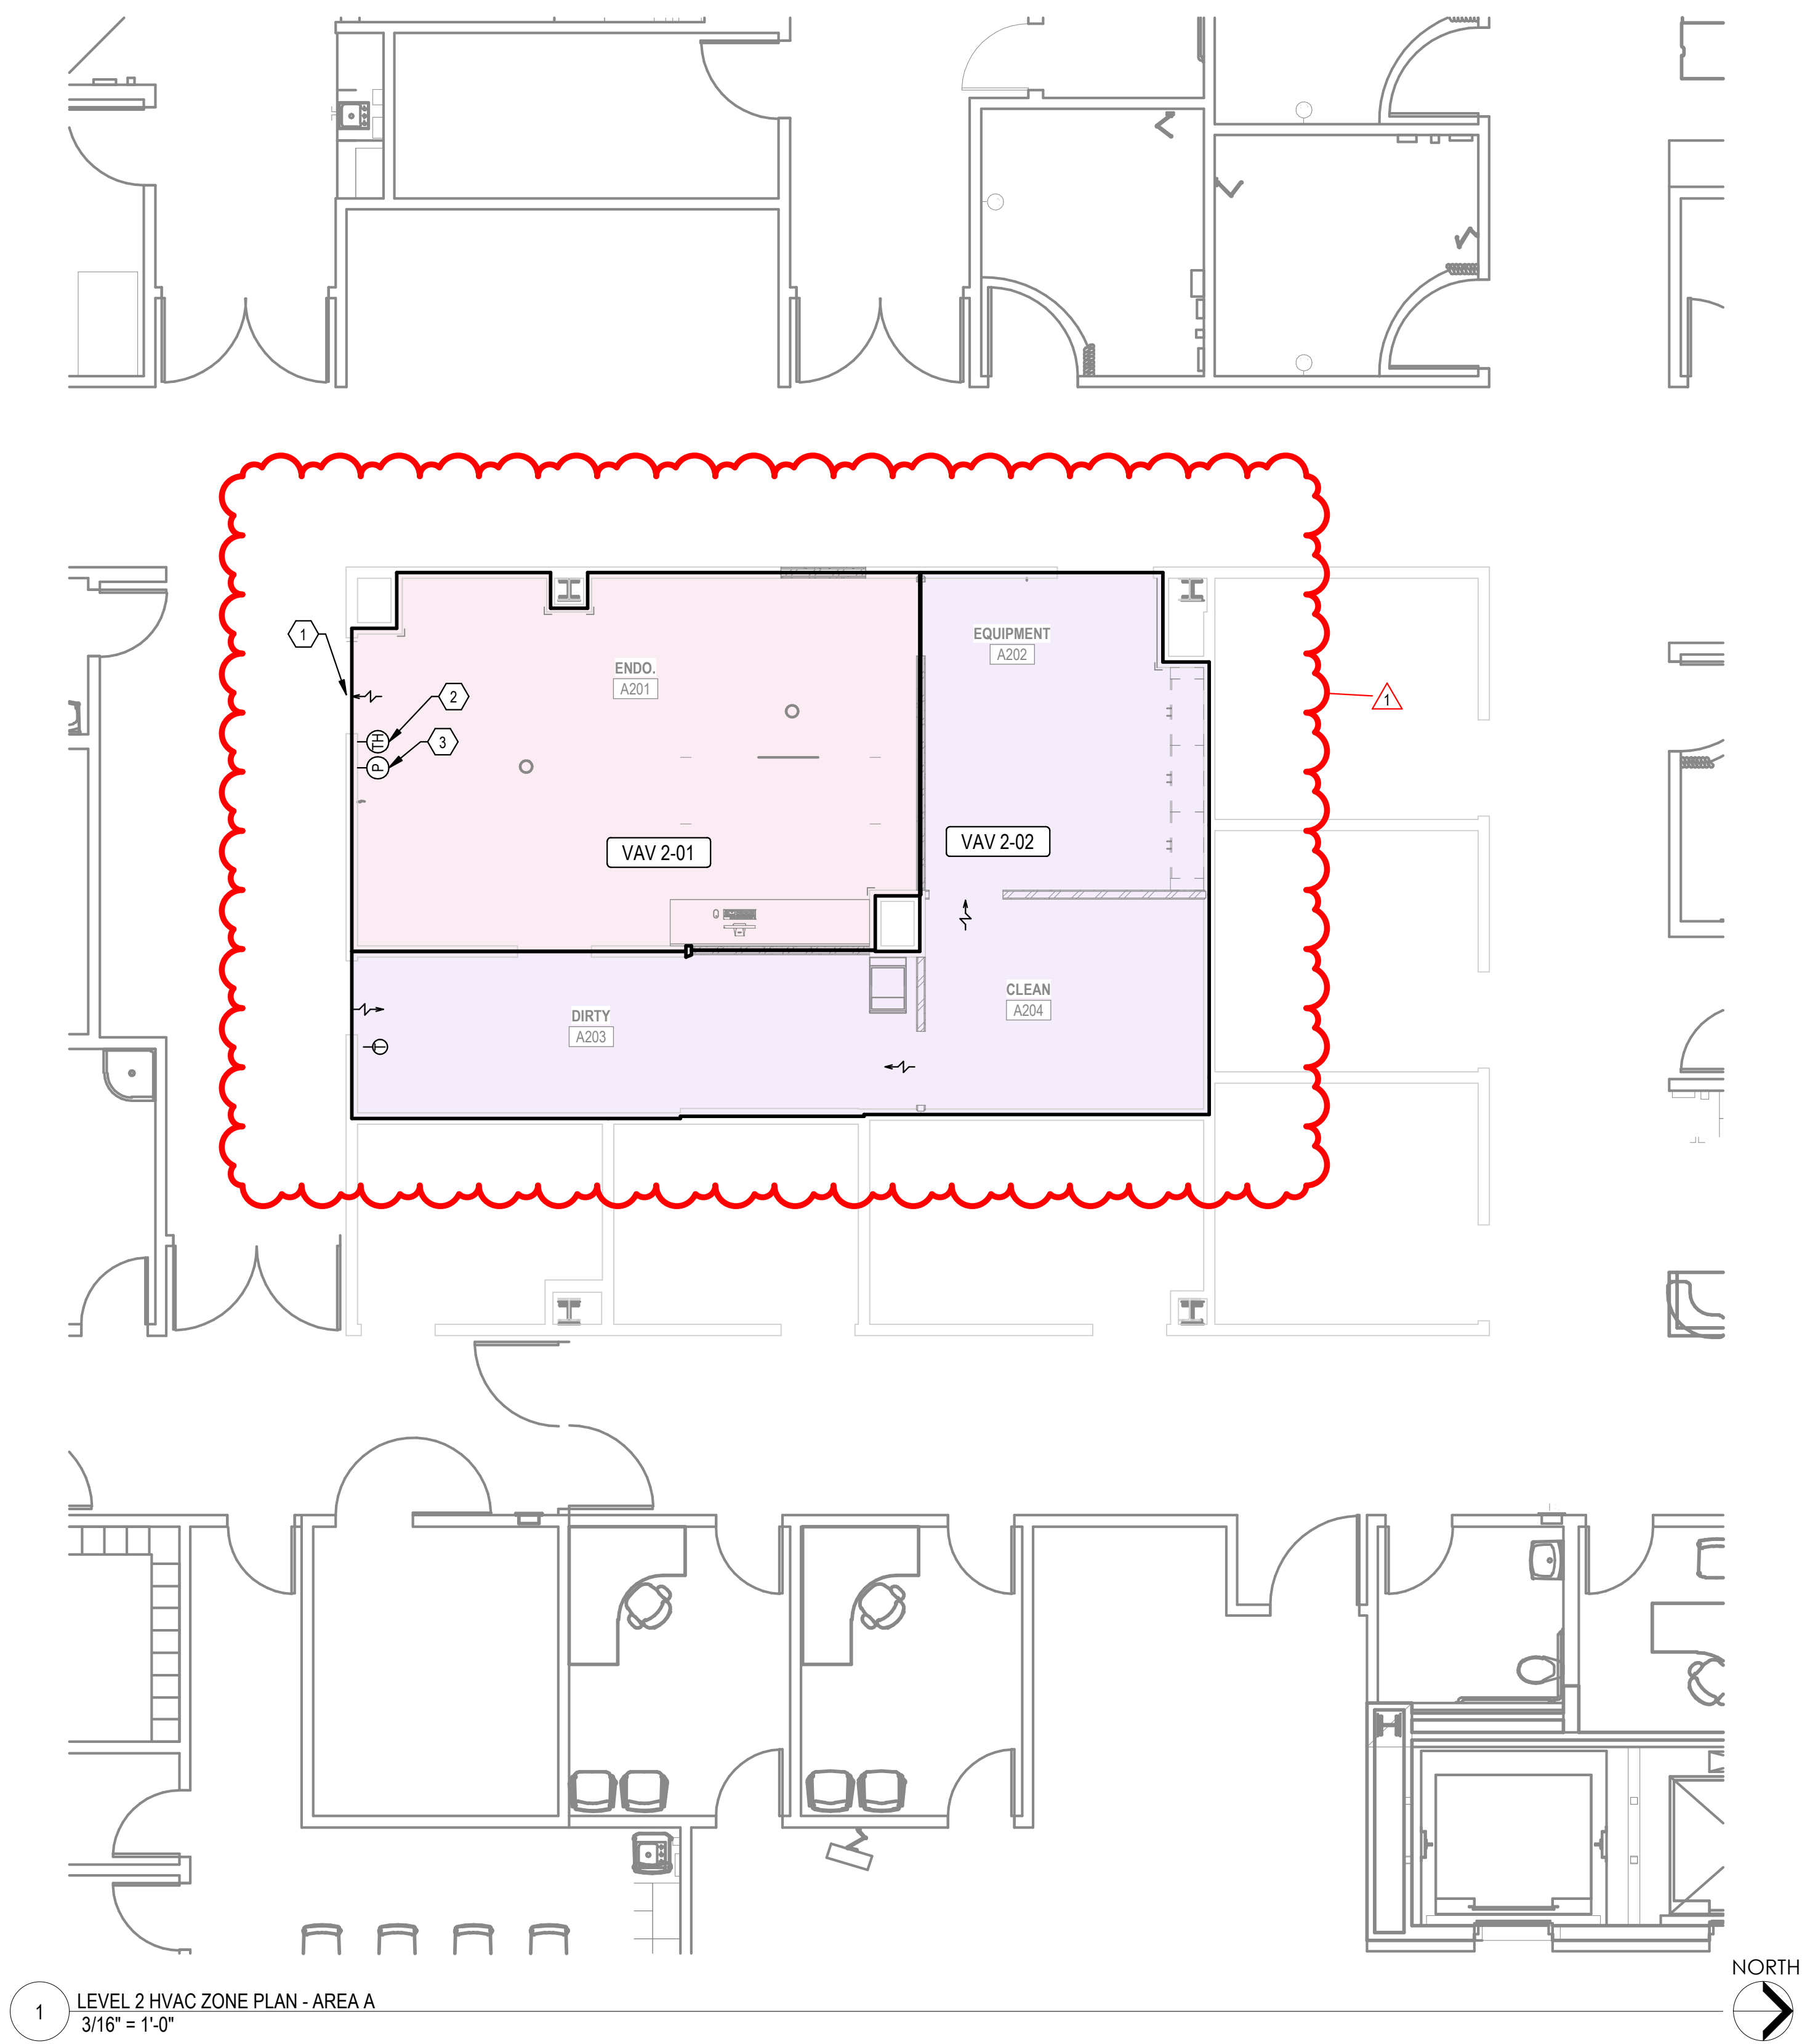 ENDO.
A201
EQUIPMENT
A202
1
2
3
TH
P
1
VAV 2-01
VAV 2-02
CLEAN
A204
DIRTY
A203
T
NORTH
1
LEVEL 2 HVAC ZONE PLAN - AREA A
3/16" = 1'-0"